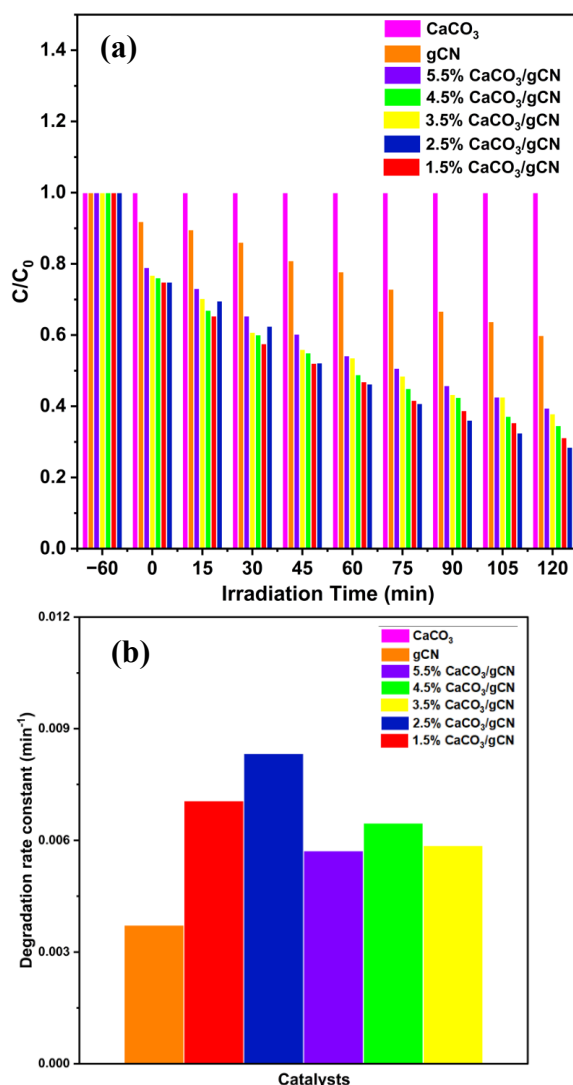 (a)
CaCO₃
gCN
5.5% CaCO₃/gCN
4.5% CaCO₃/gCN
3.5% CaCO₃/gCN
2.5% CaCO₃/gCN
1.5% CaCO₃/gCN
1.4
1.2
1.0
0.8
0.6
0.4
0.2
0.0
C/C₀
−60 0 15 30 45 60 75 90 105 120
Irradiation Time (min)
(b)
CaCO₃
gCN
5.5% CaCO₃/gCN
4.5% CaCO₃/gCN
3.5% CaCO₃/gCN
2.5% CaCO₃/gCN
1.5% CaCO₃/gCN
0.012
0.009
0.006
0.003
0.000
Degradation rate constant (min⁻¹)
Catalysts